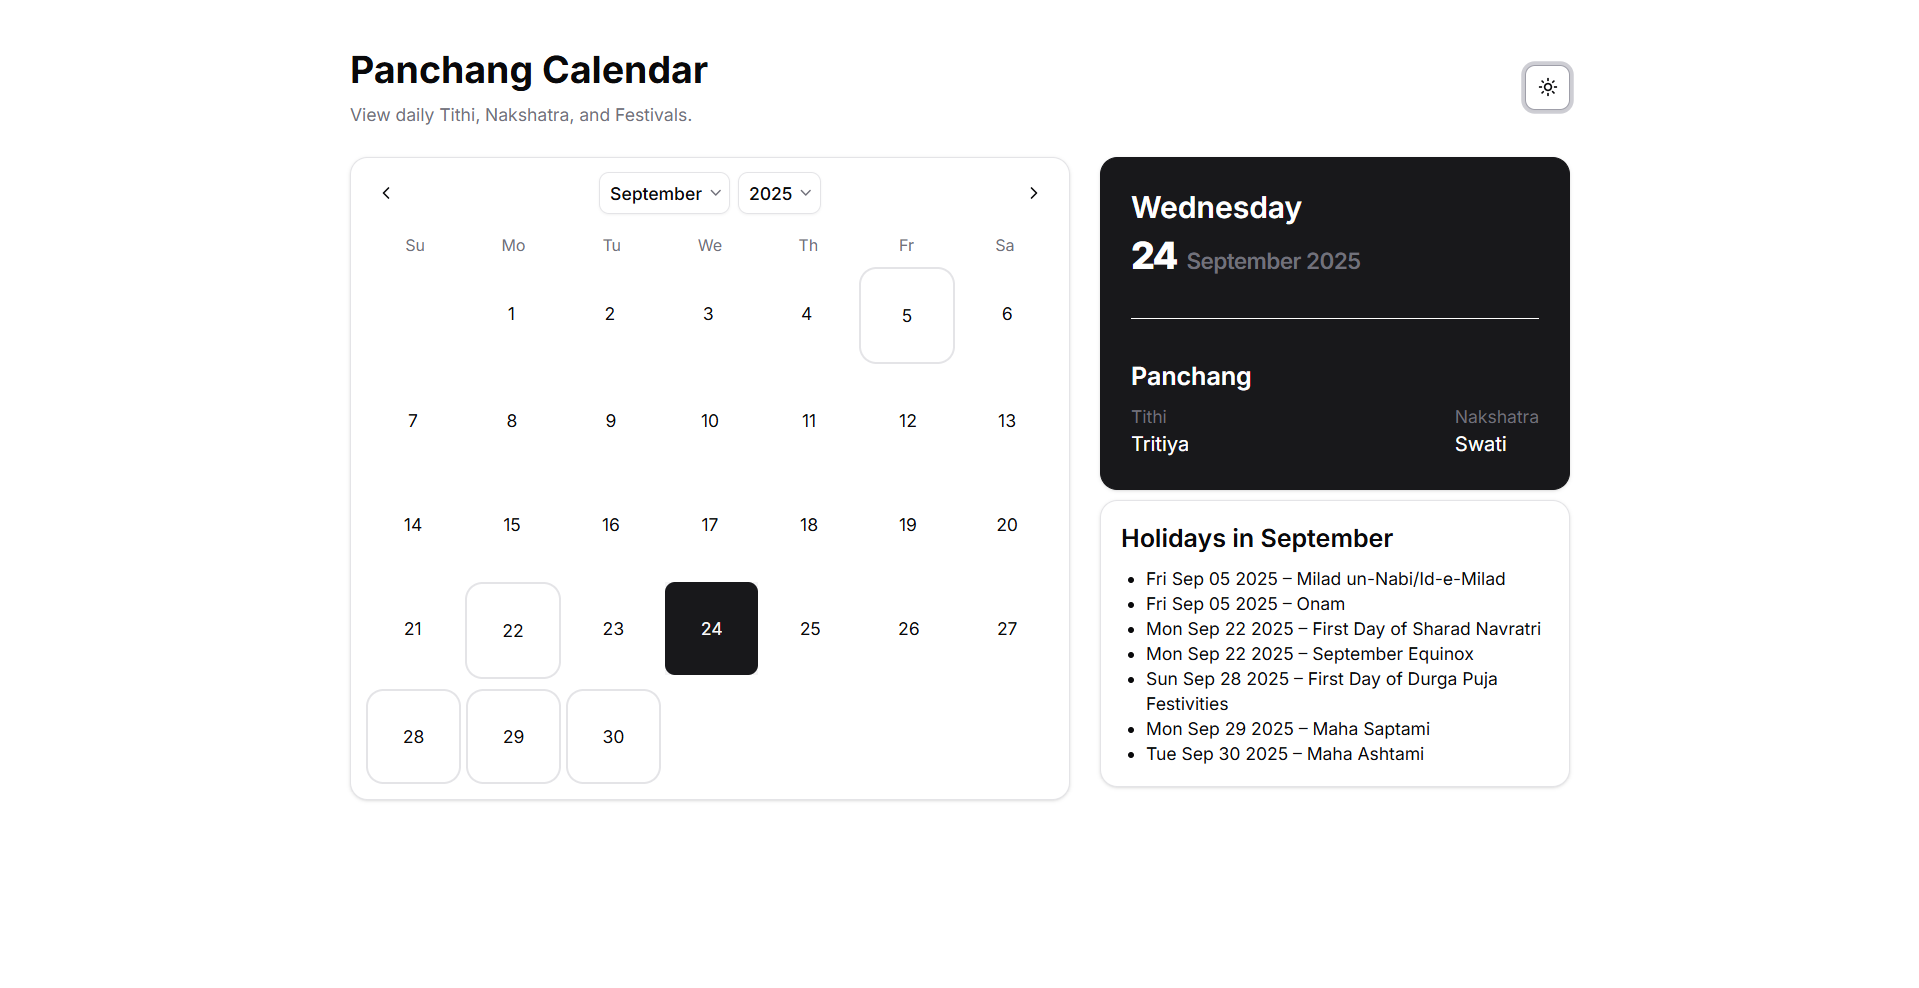 Panchang Calendar
View daily Tithi, Nakshatra, and Festivals.
September 2025
Su Mo Tu We Th Fr Sa
1 2 3 4 5 6
7 8 9 10 11 12 13
14 15 16 17 18 19 20
21 22 23 24 25 26 27
28 29 30
Wednesday
24 September 2025
Panchang
Tithi Nakshatra
Tritiya Swati
Holidays in September
Fri Sep 05 2025 – Milad un-Nabi/Id-e-Milad
Fri Sep 05 2025 – Onam
Mon Sep 22 2025 – First Day of Sharad Navratri
Mon Sep 22 2025 – September Equinox
Sun Sep 28 2025 – First Day of Durga Puja
Festivities
Mon Sep 29 2025 – Maha Saptami
Tue Sep 30 2025 – Maha Ashtami